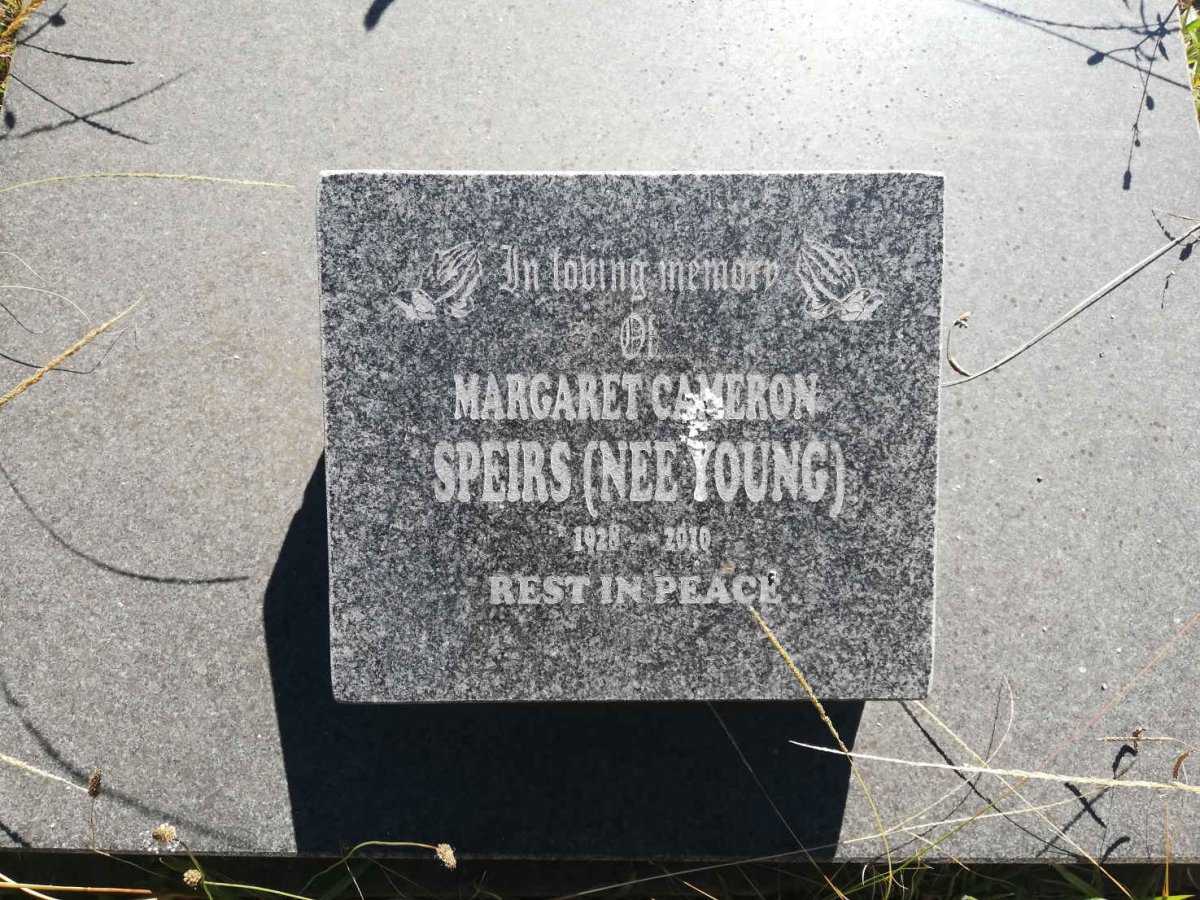 In loving memory
Of
MARGARET CAMERON
SPEIRS (NEE YOUNG)
1928 - 2010
REST IN PEACE